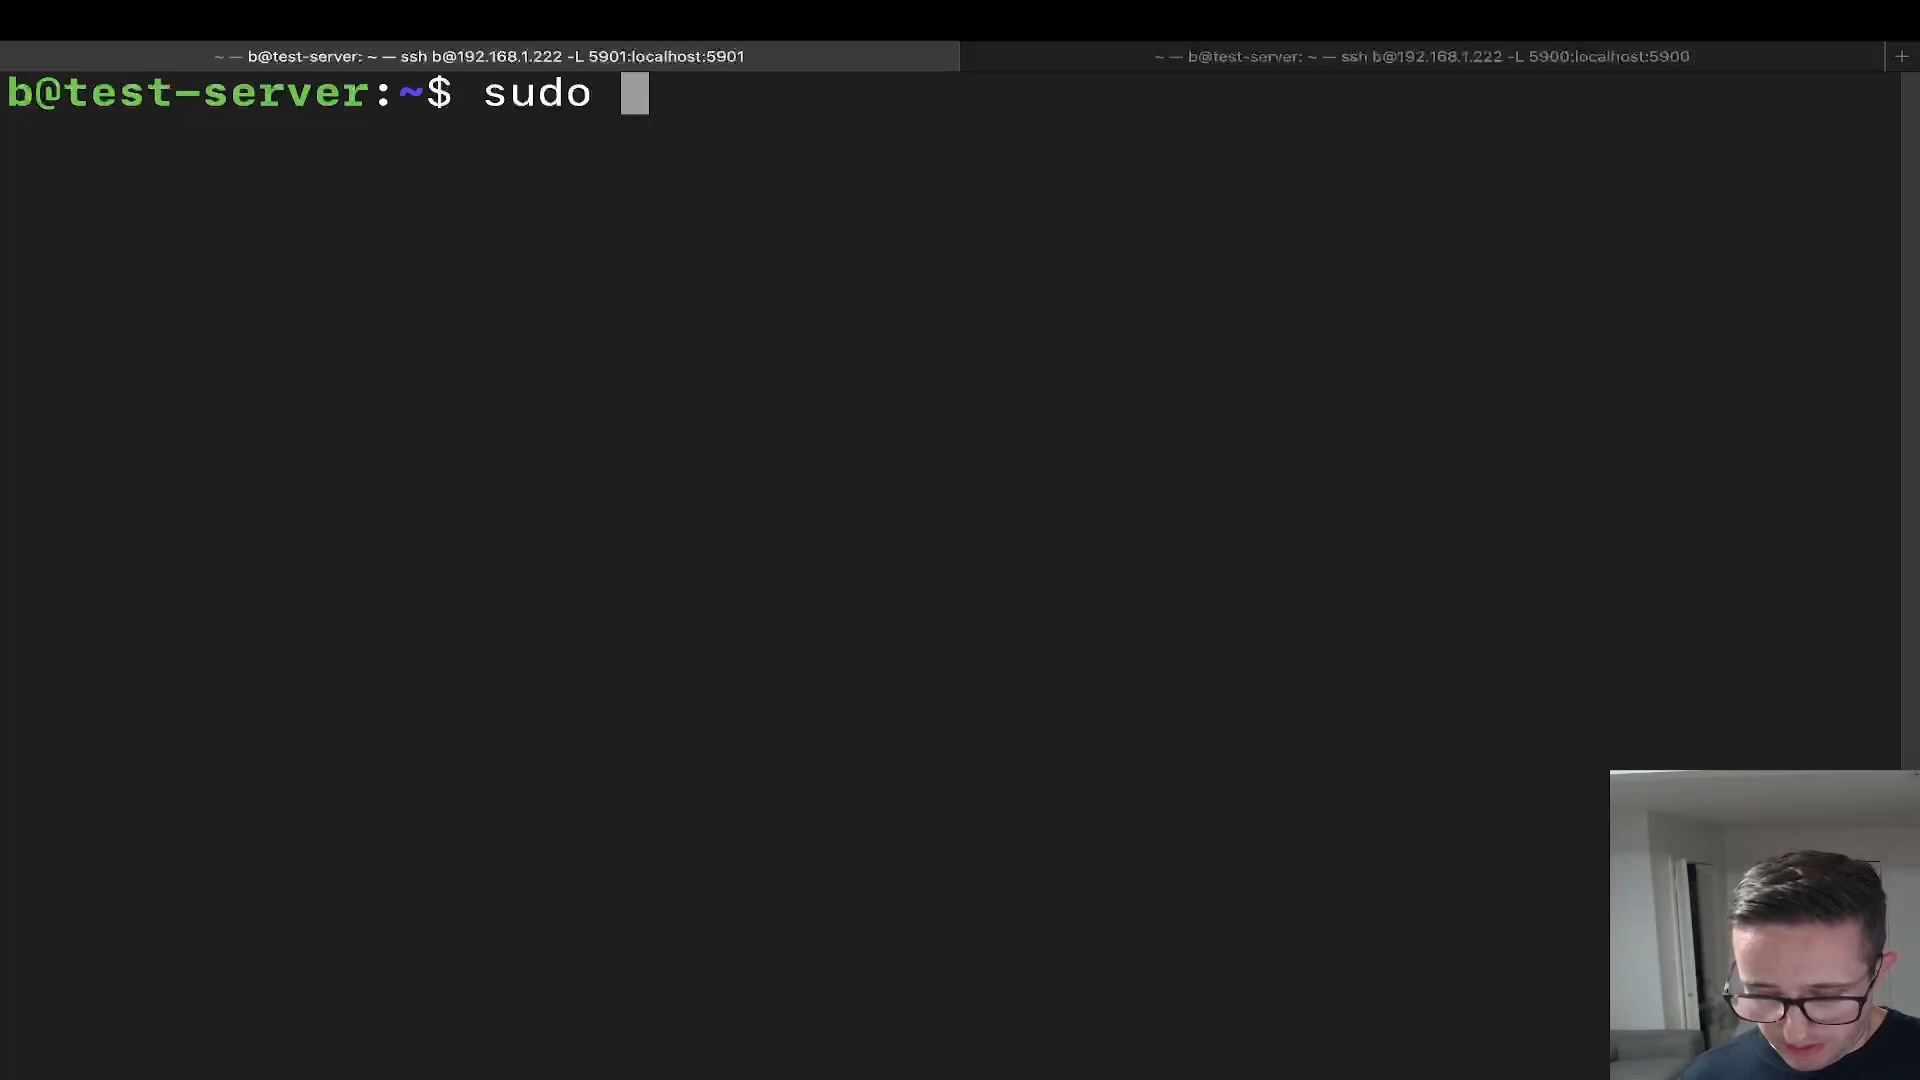 ~ — b@test-server: ~ — ssh b@192.168.1.222 -L 5901:localhost:5901
~ — b@test-server: ~ — ssh b@192.168.1.222 -L 5900:localhost:5900
+
b@test-server:~$ sudo